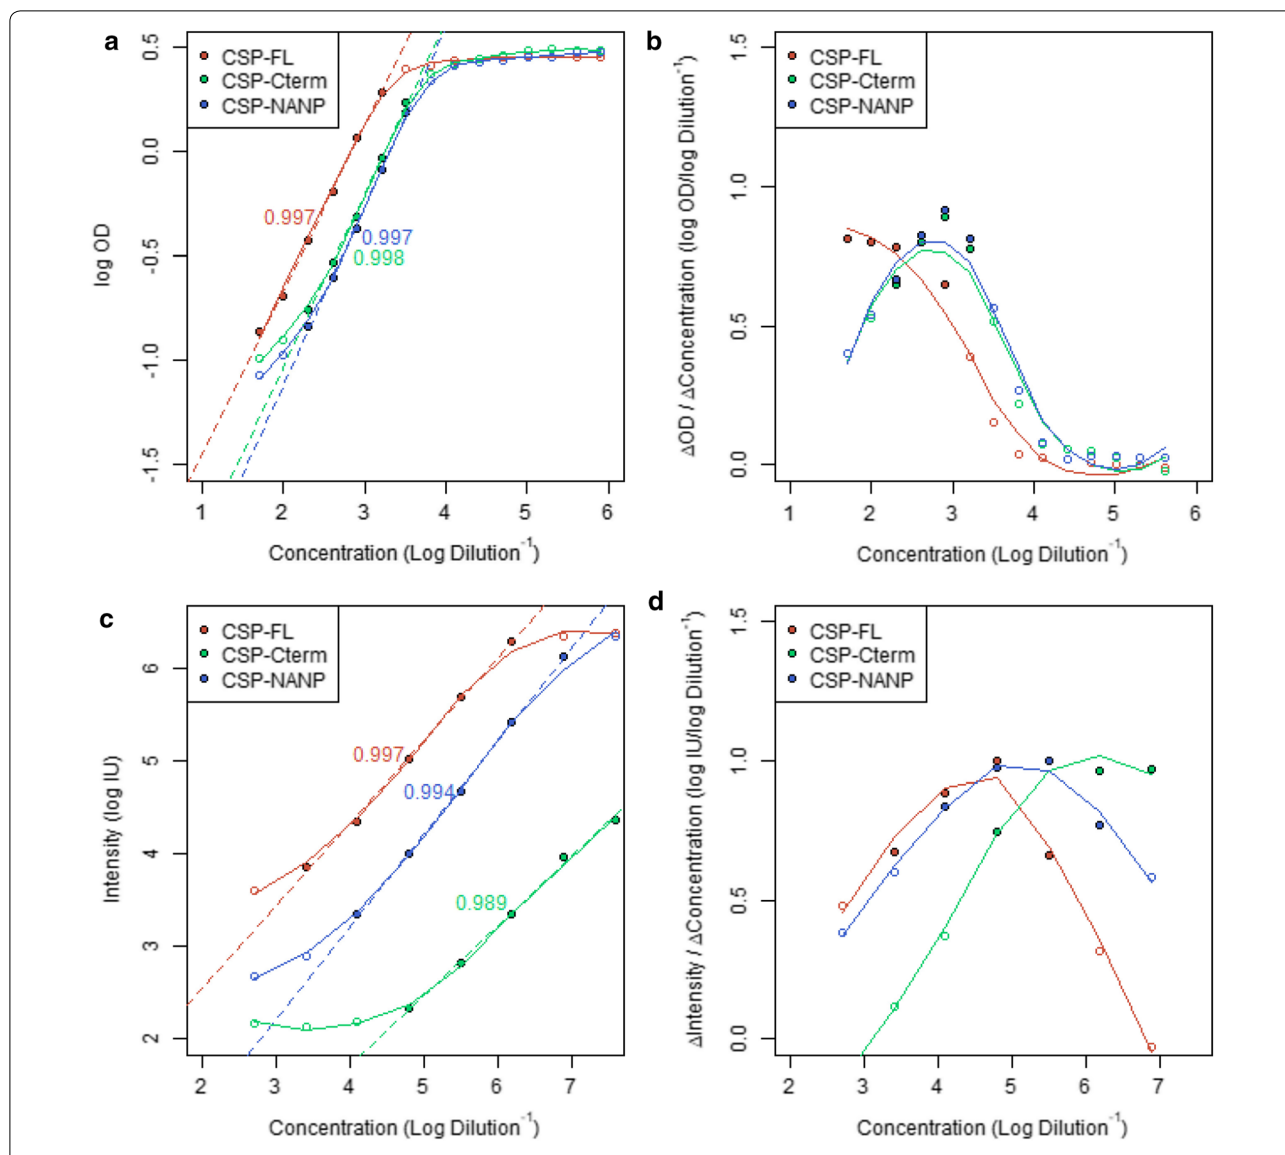 a
CSP-FL
CSP-Cterm
CSP-NANP
0.5
0.0
-0.5
-1.0
-1.5
log OD
0.997
0.997
0.998
1 2 3 4 5 6
Concentration (Log Dilution⁻¹)
b
CSP-FL
CSP-Cterm
CSP-NANP
1.5
1.0
0.5
0.0
ΔOD / ΔConcentration (log OD/log Dilution⁻¹)
1 2 3 4 5 6
Concentration (Log Dilution⁻¹)
c
CSP-FL
CSP-Cterm
CSP-NANP
6
5
4
3
2
Intensity (log IU)
0.997
0.994
0.989
2 3 4 5 6 7
Concentration (Log Dilution⁻¹)
d
CSP-FL
CSP-Cterm
CSP-NANP
1.5
1.0
0.5
0.0
ΔIntensity / ΔConcentration (log IU/log Dilution⁻¹)
2 3 4 5 6 7
Concentration (Log Dilution⁻¹)